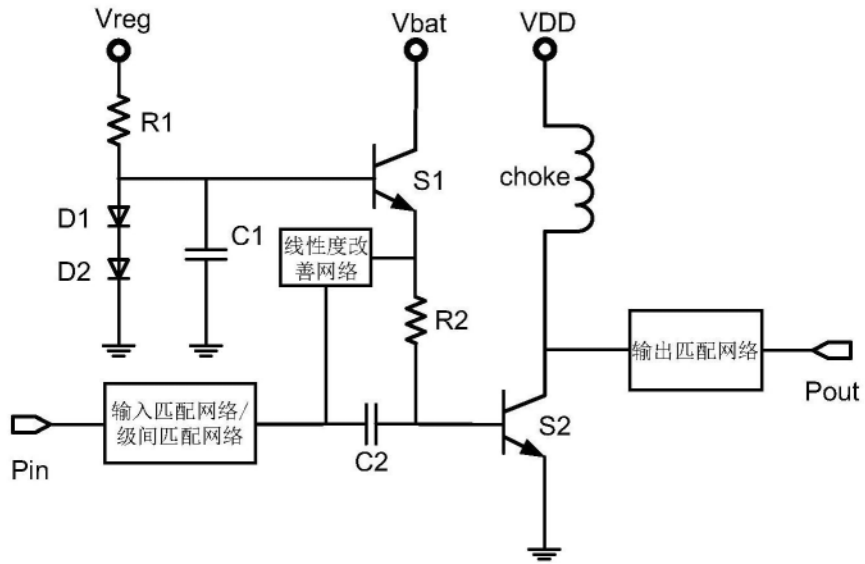 Vreg
Vbat
VDD
R1
S1
choke
D1
C1
线性度改
善网络
D2
R2
输出匹配网络
Pout
输入匹配网络/
级间匹配网络
S2
C2
Pin